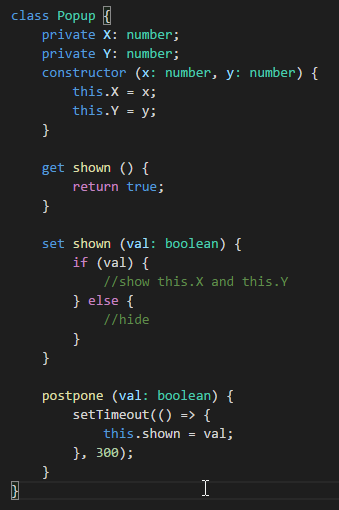 class Popup {
    private X: number;
    private Y: number;
    constructor (x: number, y: number) {
        this.X = x;
        this.Y = y;
    }

    get shown () {
        return true;
    }

    set shown (val: boolean) {
        if (val) {
            //show this.X and this.Y
        } else {
            //hide
        }
    }

    postpone (val: boolean) {
        setTimeout(() => {
            this.shown = val;
        }, 300);
    }
}